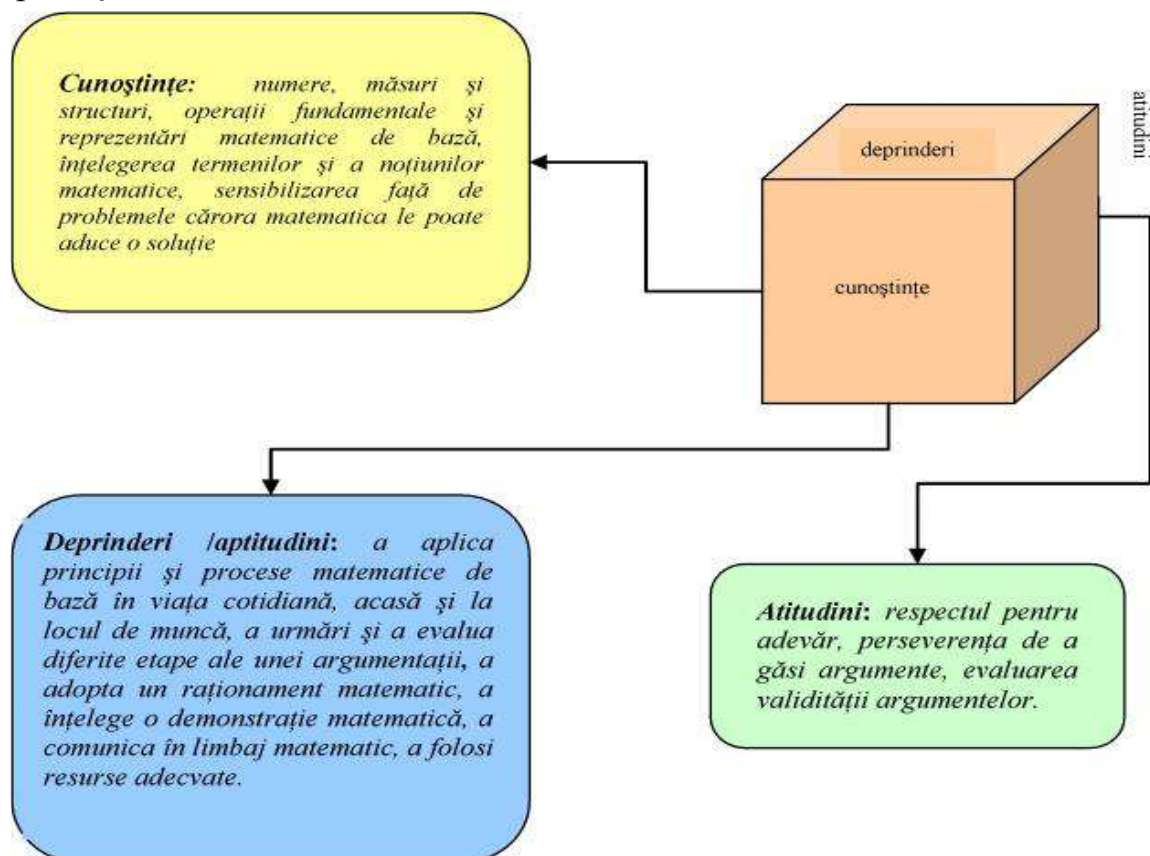 Cunoştinţe: numere, măsuri şi
structuri, operaţii fundamentale şi
reprezentări matematice de bază,
înţelegerea termenilor şi a noţiunilor
matematice, sensibilizarea faţă de
problemele cărora matematica le poate
aduce o soluţie
deprinderi
atitudini
cunoştinţe
Deprinderi /aptitudini: a aplica
principii şi procese matematice de
bază în viaţa cotidiană, acasă şi la
locul de muncă, a urmări şi a evalua
diferite etape ale unei argumentaţii, a
adopta un raţionament matematic, a
înţelege o demonstraţie matematică, a
comunica în limbaj matematic, a folosi
resurse adecvate.
Atitudini: respectul pentru
adevăr, perseverenţa de a
găsi argumente, evaluarea
validităţii argumentelor.